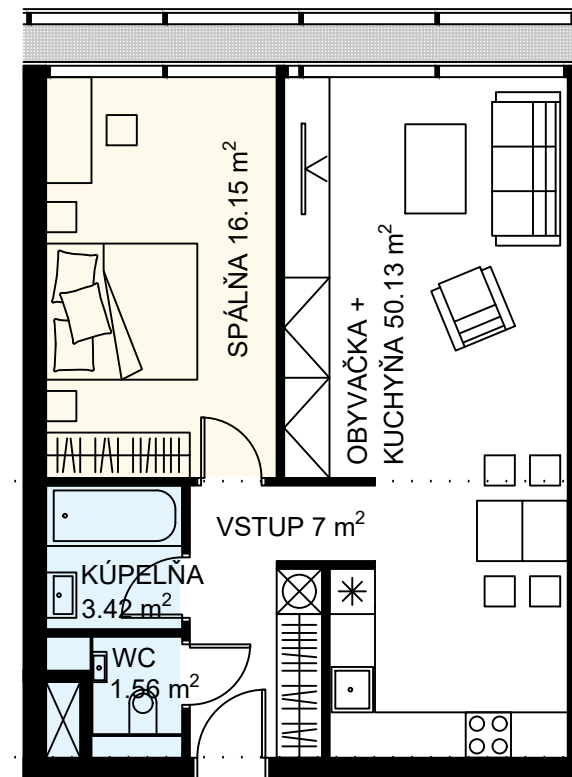 SPÁLŇA 16.15 m²
OBYVAČKA +
KUCHYŇA 50.13 m²
VSTUP 7 m²
KÚPELŇA
3.42 m²
WC
1.56 m²